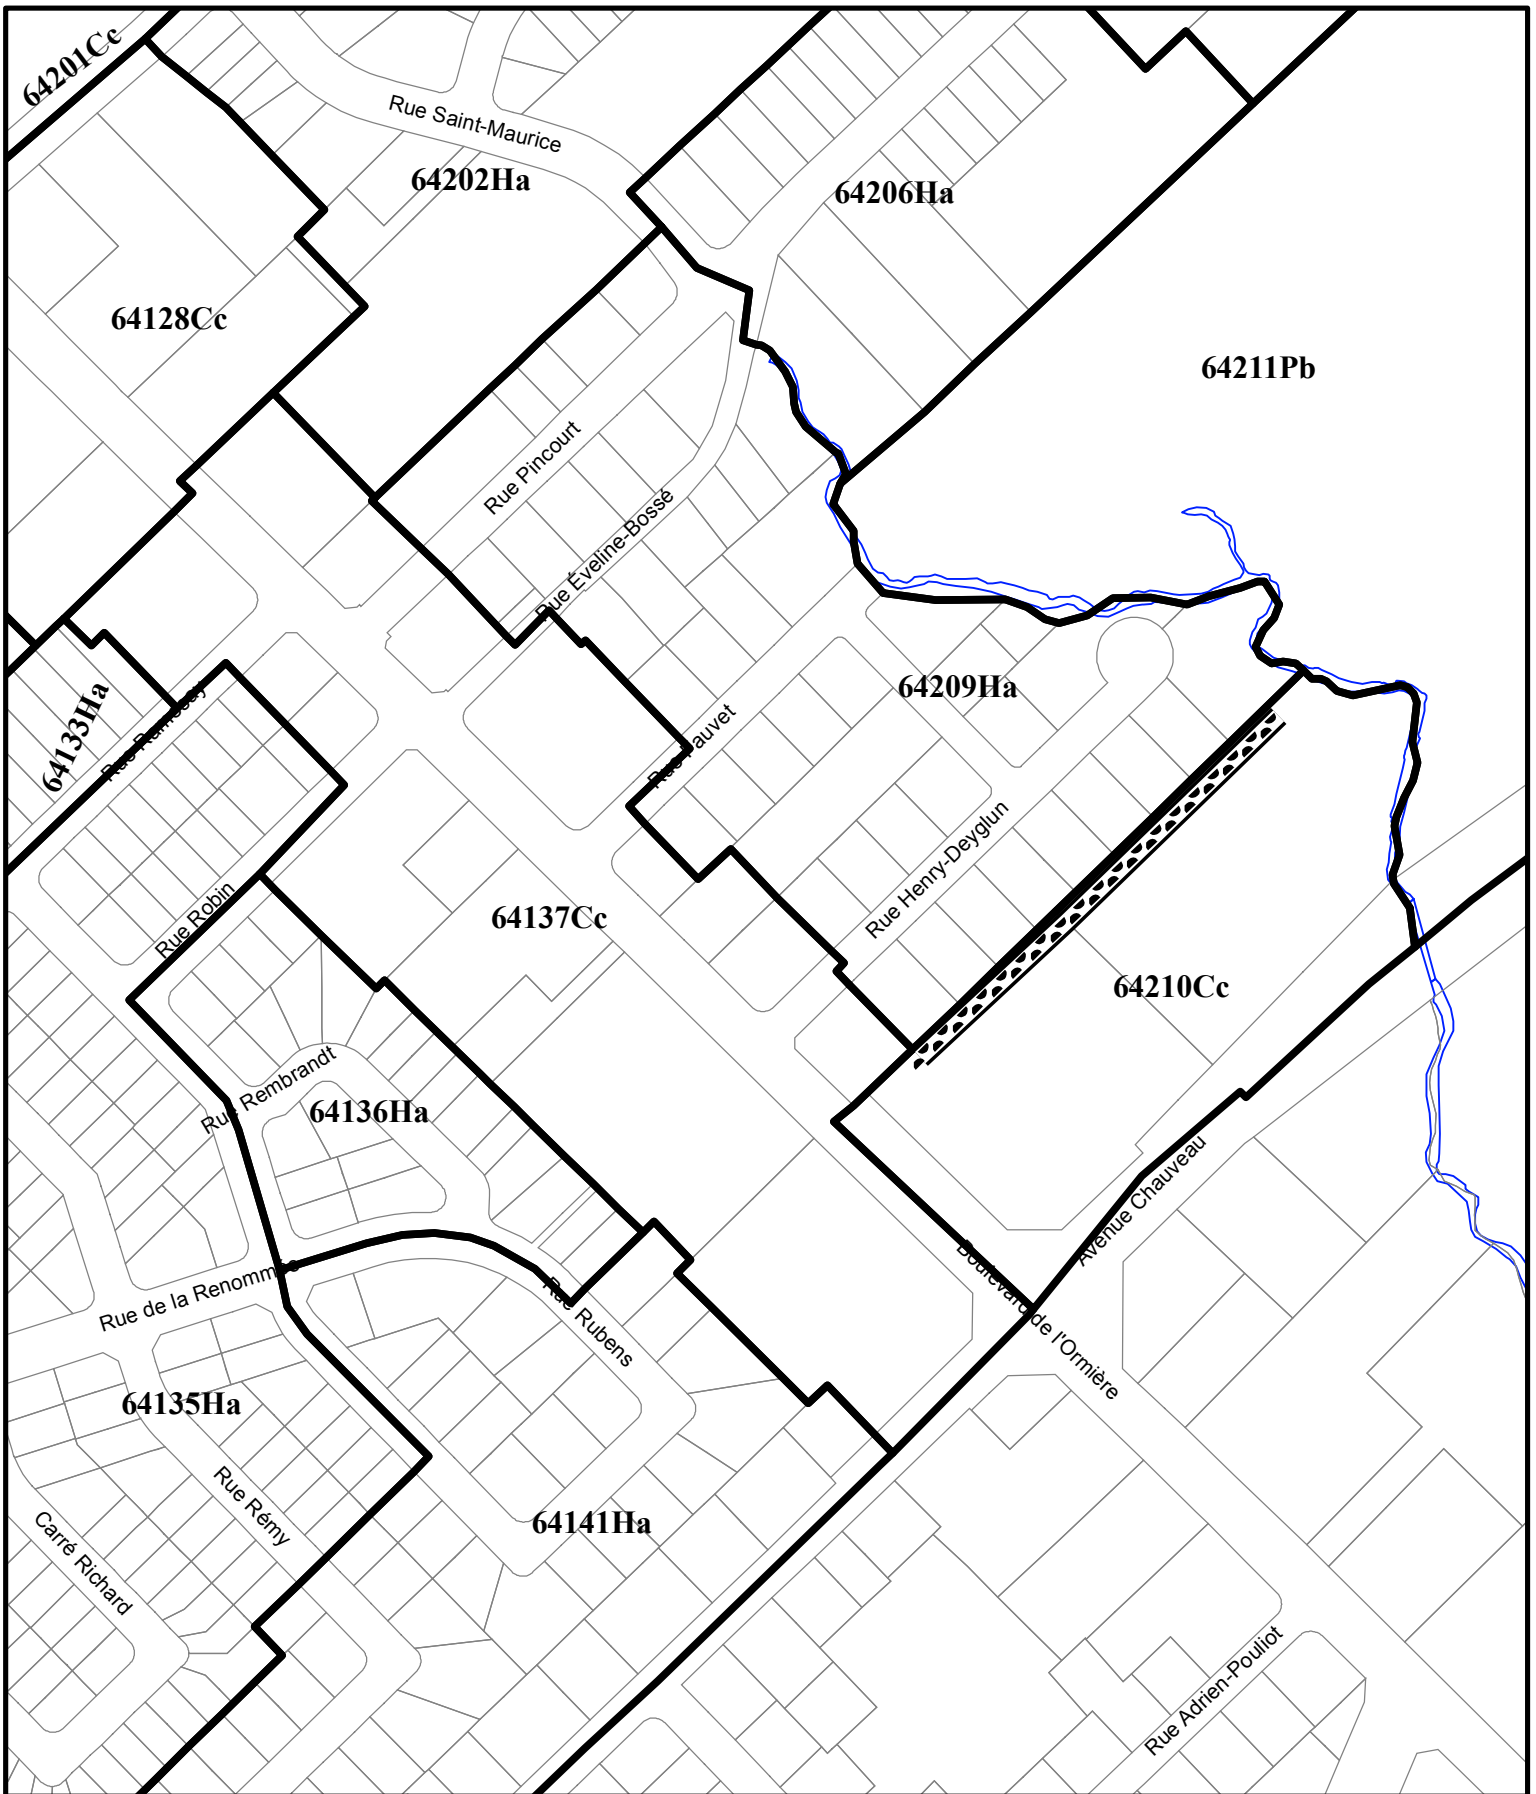 64201Cc
Rue Saint-Maurice
64202Ha
64206Ha
64128Cc
64211Pb
Rue Pincourt
Rue Éveline-Bossé
64133Ha
64209Ha
Rue Henry-Deyglun
Rue Robin
64137Cc
64210Cc
Rue Rembrandt
64136Ha
Avenue Chauveau
Rue de la Renommée
Boulevard de l'Ormière
Rue Rubens
64135Ha
Rue Rémy
64141Ha
Carré Richard
Rue Adrien-Pouliot